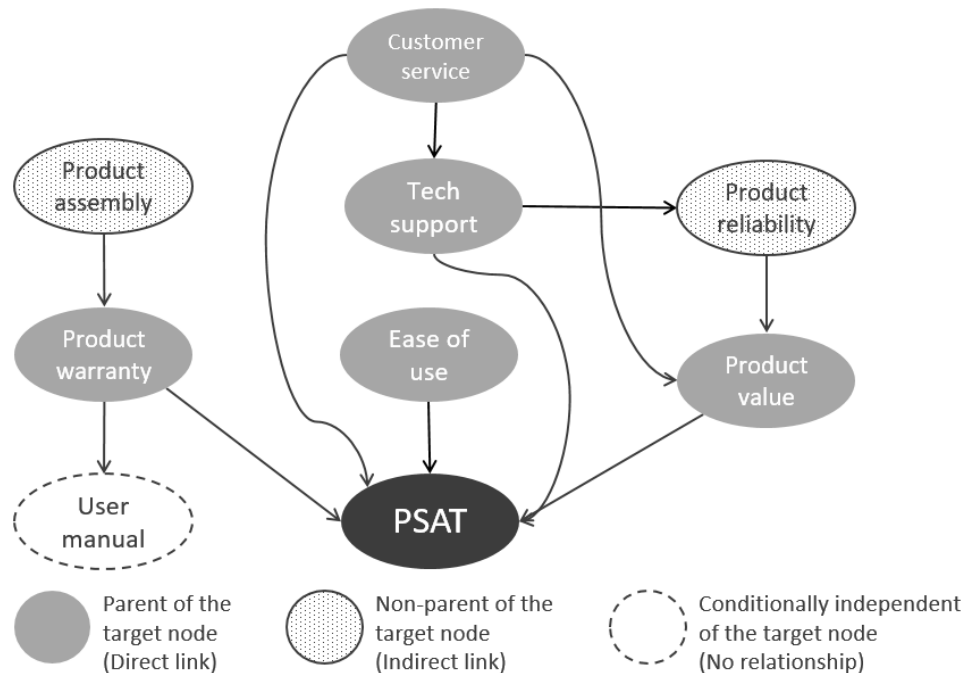 Customer
service
Product
assembly
Tech
support
Product
reliability
Product
warranty
Ease of
use
Product
value
User
manual
PSAT
Parent of the
target node
(Direct link)
Non-parent of the
target node
(Indirect link)
Conditionally independent
of the target node
(No relationship)